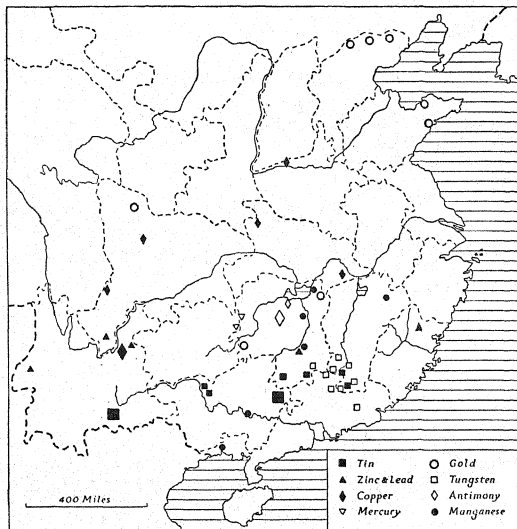 400 Miles
Tin
Zinc & Lead
Copper
Mercury
Gold
Tungsten
Antimony
Manganese